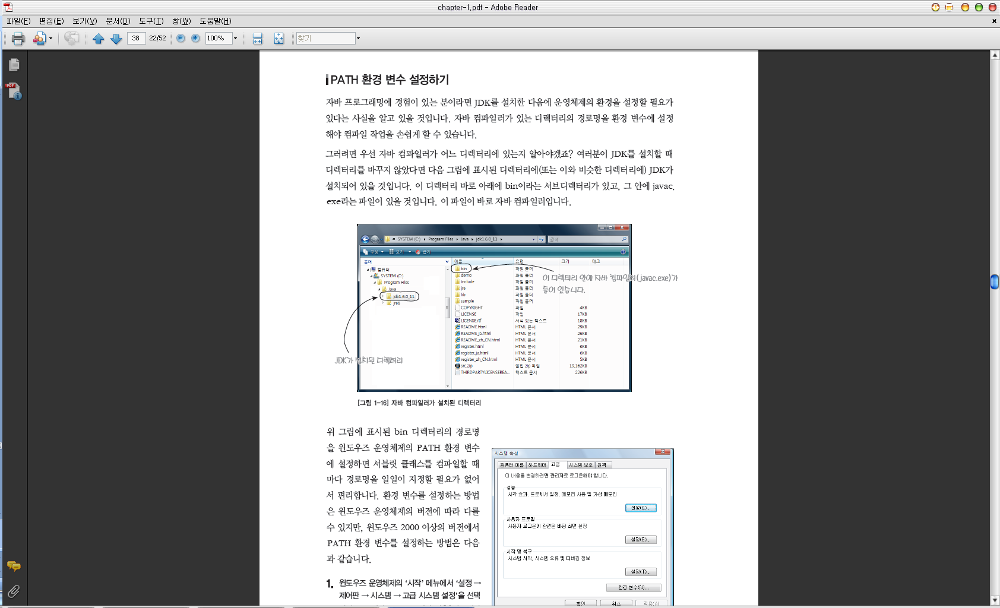 chapter-1.pdf - Adobe Reader
파일(F) 편집(E) 보기(V) 문서(D) 도구(T) 창(W) 도움말(H)
38 22/52 100% 찾기
PATH 환경 변수 설정하기
자바 프로그래밍에 경험이 있는 분이라면 JDK를 설치한 다음에 운영체제의 환경을 설정할 필요가
있다는 사실을 알고 있을 것입니다. 자바 컴파일러가 있는 디렉터리의 경로명을 환경 변수에 설정
해야 컴파일 작업을 손쉽게 할 수 있습니다.
그러려면 우선 자바 컴파일러가 어느 디렉터리에 있는지 알아야겠죠? 여러분이 JDK를 설치할 때
디렉터리를 바꾸지 않았다면 다음 그림에 표시된 디렉터리에(또는 이와 비슷한 디렉터리에) JDK가
설치되어 있을 것입니다. 이 디렉터리 바로 아래에 bin이라는 서브디렉터리가 있고, 그 안에 javac.
exe라는 파일이 있을 것입니다. 이 파일이 바로 자바 컴파일러입니다.
« SYSTEM (C:) Program Files Java jdk1.6.0_11 검색
구성 보기 굽기
폴더
컴퓨터
SYSTEM (C:)
Program Files
Java
jdk1.6.0_11
jre6
이름 유형 크기 태그
bin 파일 폴더
demo 파일 폴더
include 파일 폴더
jre 파일 폴더
lib 파일 폴더
sample 파일 폴더
COPYRIGHT 파일 4KB
LICENSE 파일 17KB
LICENSE.rtf 서식 있는 텍스트 18KB
README.html HTML 문서 29KB
README_ja.html HTML 문서 26KB
README_zh_CN.html HTML 문서 21KB
register.html HTML 문서 6KB
register_ja.html HTML 문서 6KB
register_zh_CN.html HTML 문서 5KB
src.zip 알집 zip 파일 19,162KB
THIRDPARTYLICENSEREA... 텍스트 문서 226KB
이 디렉터리 안에 자바 컴파일러(javac.exe)가
들어 있습니다.
JDK가 설치된 디렉터리
[그림 1-16] 자바 컴파일러가 설치된 디렉터리
위 그림에 표시된 bin 디렉터리의 경로명
을 윈도우즈 운영체제의 PATH 환경 변수
에 설정하면 서블릿 클래스를 컴파일할 때
마다 경로명을 일일이 지정할 필요가 없어
서 편리합니다. 환경 변수를 설정하는 방법
은 윈도우즈 운영체제의 버전에 따라 다를
수 있지만, 윈도우즈 2000 이상의 버전에서
PATH 환경 변수를 설정하는 방법은 다음
과 같습니다.
1. 윈도우즈 운영체제의 ‘시작’ 메뉴에서 ‘설정 →
제어판 → 시스템 → 고급 시스템 설정’을 선택
시스템 속성
컴퓨터 이름 하드웨어 고급 시스템 보호 원격
이 내용을 변경하려면 관리자로 로그온해야 합니다.
성능
시각 효과, 프로세서 일정, 메모리 사용 및 가상 메모리
설정(S)...
사용자 프로필
사용자 로그온에 관련된 바탕 화면 설정
설정(E)...
시작 및 복구
시스템 시작, 시스템 오류 및 디버깅 정보
설정(T)...
환경 변수(N)...
확인 취소 적용(A)